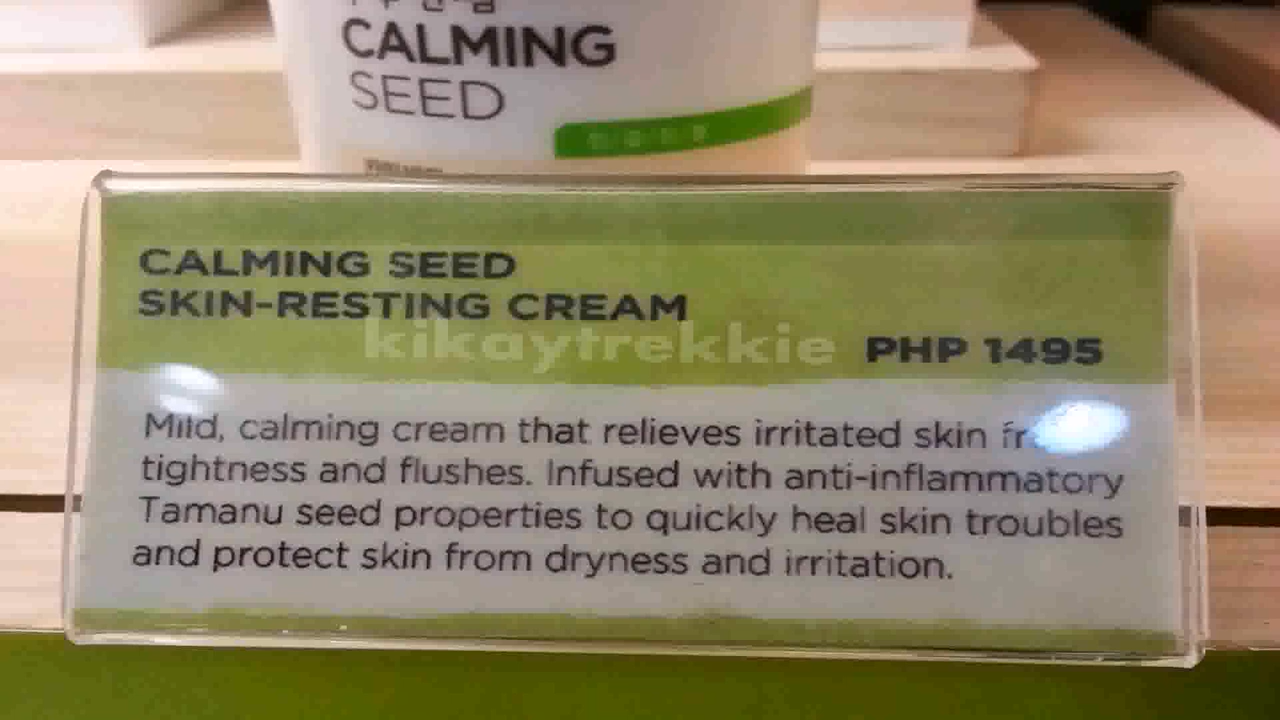 CALMING
SEED
CALMING SEED
SKIN-RESTING CREAM
kikaytrekkie
PHP 1495
Mild, calming cream that relieves irritated skin
tightness and flushes. Infused with anti-inflammatory
Tamanu seed properties to quickly heal skin troubles
and protect skin from dryness and irritation.